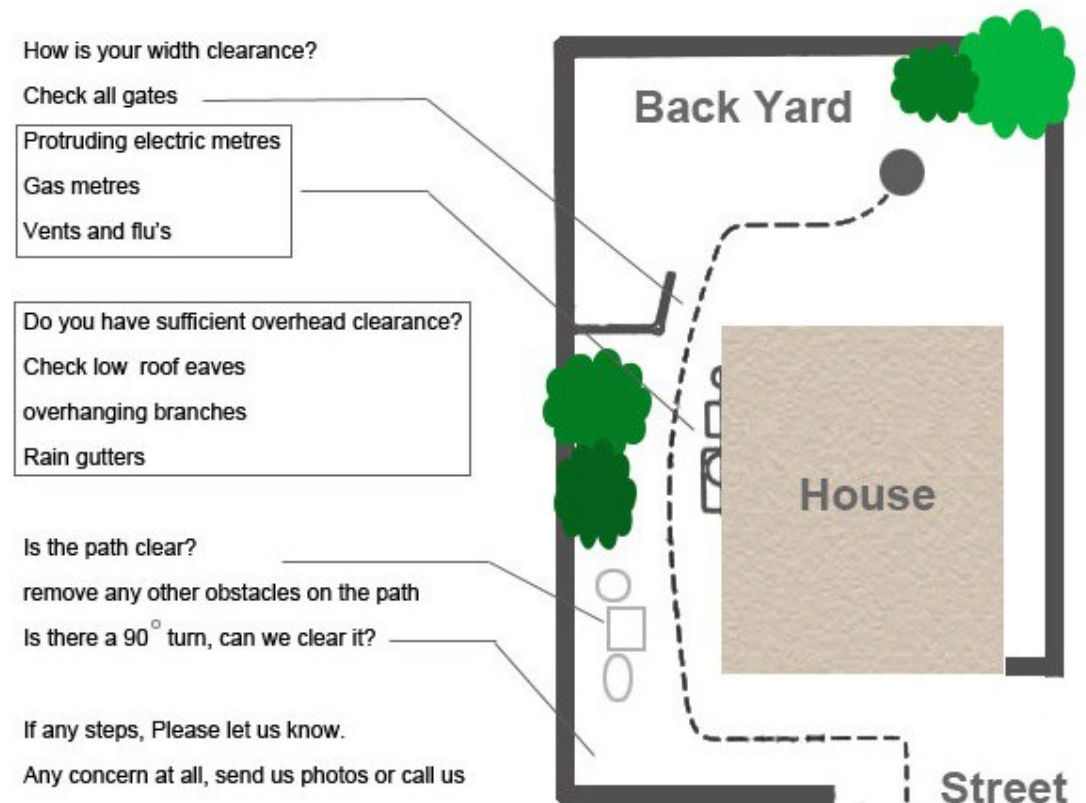 How is your width clearance?
Check all gates
Protruding electric metres
Gas metres
Vents and flu's
Do you have sufficient overhead clearance?
Check low roof eaves
overhanging branches
Rain gutters
Is the path clear?
remove any other obstacles on the path
Is there a 90° turn, can we clear it?
If any steps, Please let us know.
Any concern at all, send us photos or call us
Back Yard
House
Street